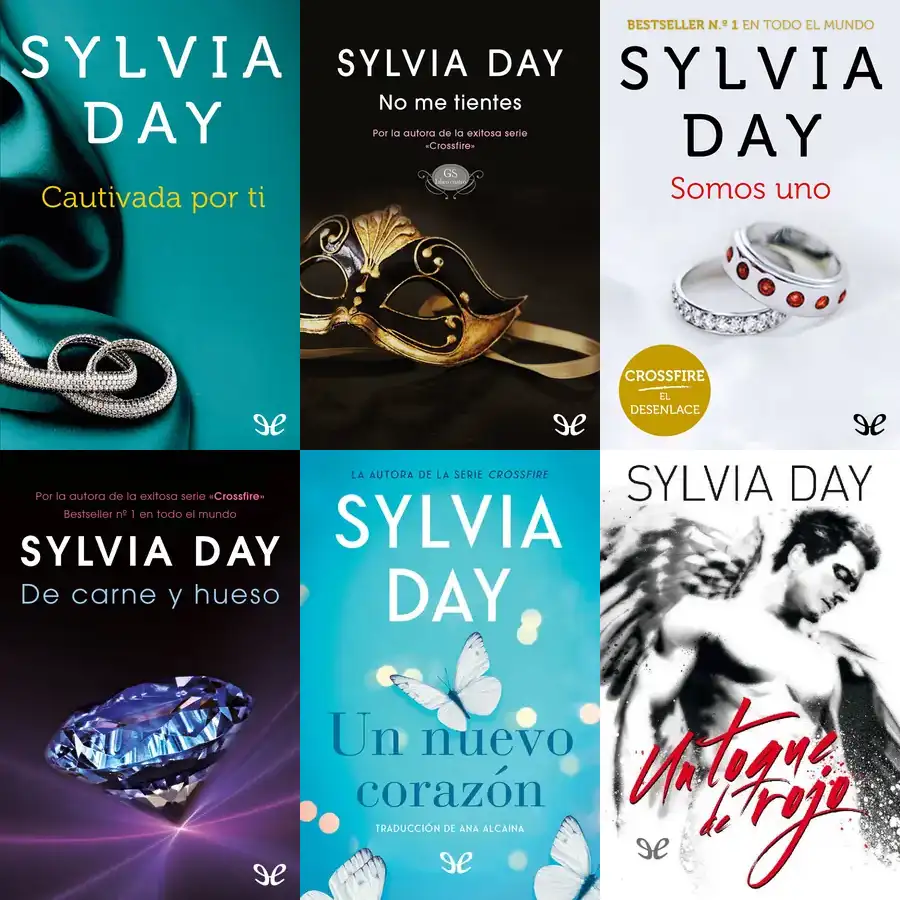 SYLVIA
DAY
Cautivada por ti
SYLVIA DAY
No me tientes
Por la autora de la exitosa serie
«Crossfire»
GS
Libro cuatro
BESTSELLER N.º 1 EN TODO EL MUNDO
SYLVIA
DAY
Somos uno
CROSSFIRE
EL
DESENLACE
Por la autora de la exitosa serie «Crossfire»
Bestseller nº 1 en todo el mundo
SYLVIA DAY
De carne y hueso
LA AUTORA DE LA SERIE CROSSFIRE
SYLVIA
DAY
Un nuevo
corazón
TRADUCCIÓN DE ANA ALCAINA
SYLVIA DAY
Un toque
de rojo